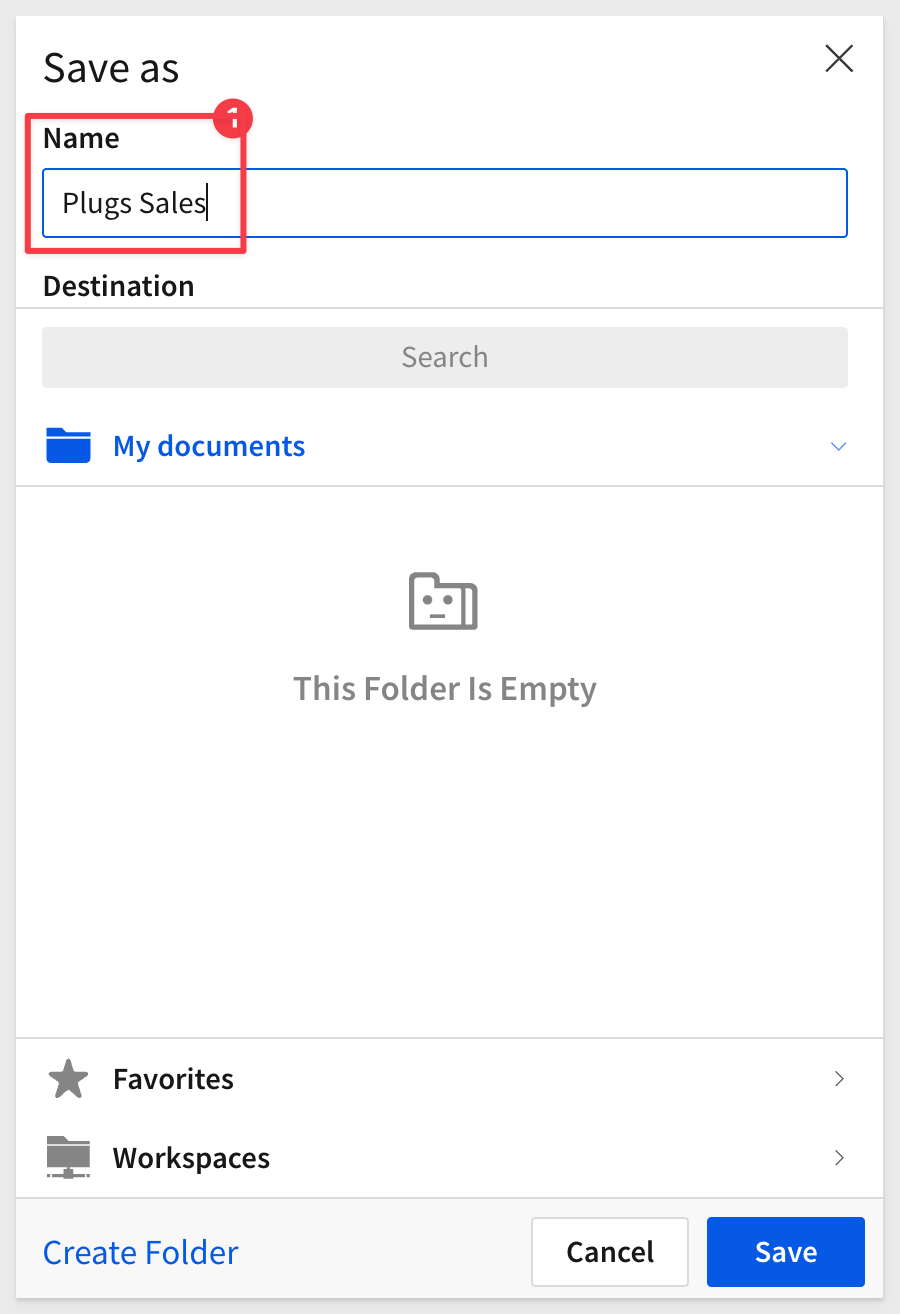 Save as
1
Name
Plugs Sales
Destination
Search
My documents
This Folder Is Empty
Favorites
Workspaces
Create Folder
Cancel
Save